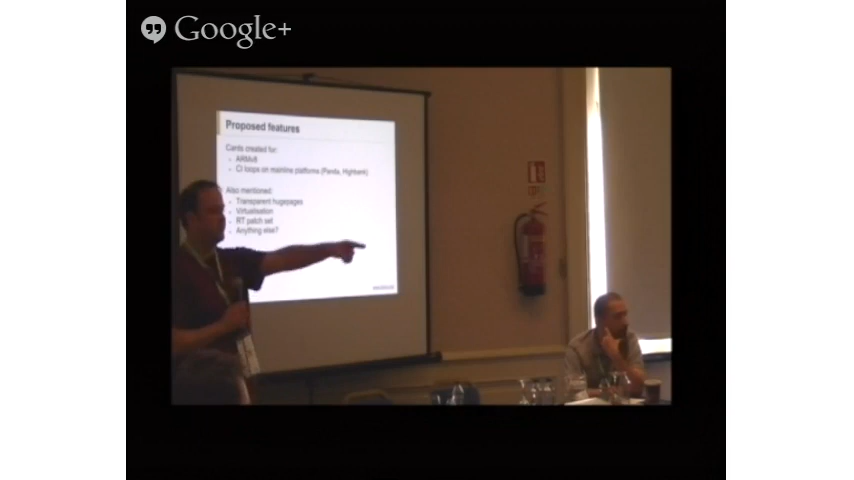 Google+
Proposed features
Cards created for:
ARMv8
CI loops on mainline platforms (Panda, Highbank)
Also mentioned:
Transparent hugepages
Virtualisation
RT patch set
Anything else?